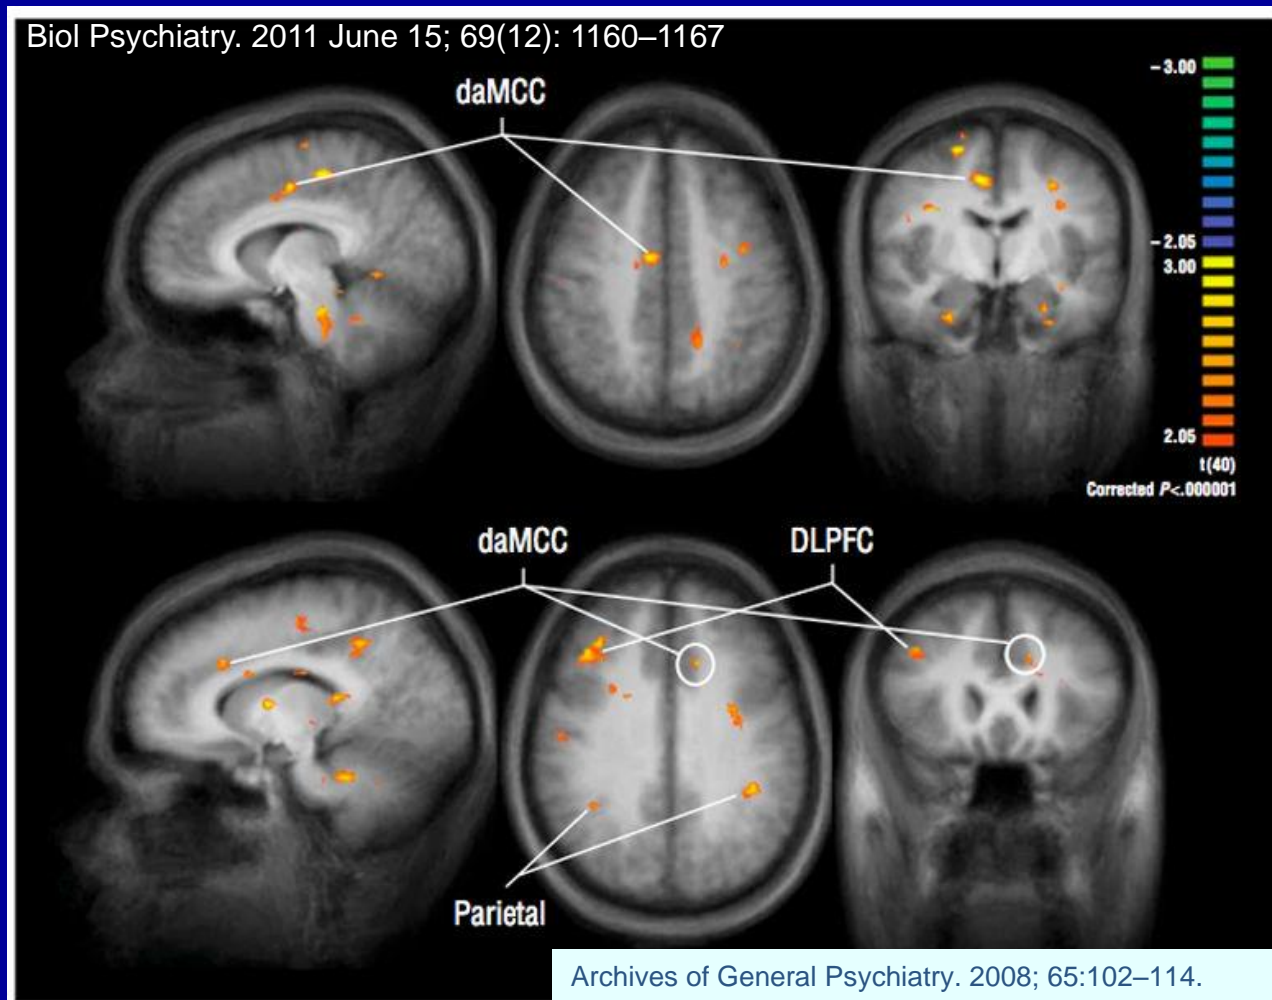 Biol Psychiatry. 2011 June 15; 69(12): 1160–1167
daMCC
– 3.00
– 2.05
3.00
2.05
t(40)
Corrected P<.000001
daMCC
DLPFC
Parietal
Archives of General Psychiatry. 2008; 65:102–114.